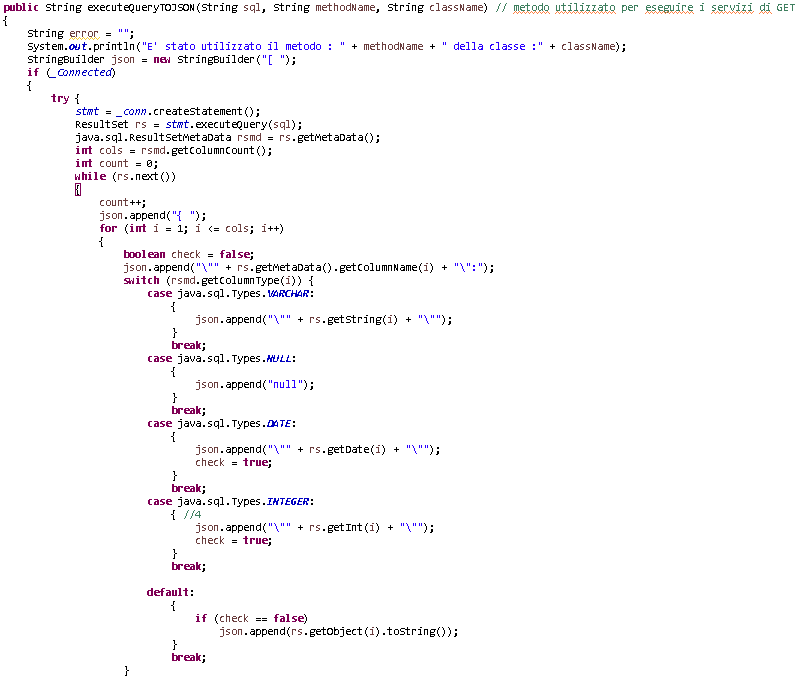 public String executeQueryTOJSON(String sql, String methodName, String className) // metodo utilizzato per eseguire i servizi di GET
{
String error = "";
System.out.println("E' stato utilizzato il metodo : " + methodName + " della classe :" + className);
StringBuilder json = new StringBuilder("[ ");
if (_Connected)
{
try {
stmt = _conn.createStatement();
ResultSet rs = stmt.executeQuery(sql);
java.sql.ResultSetMetaData rsmd = rs.getMetaData();
int cols = rsmd.getColumnCount();
int count = 0;
while (rs.next())
{
count++;
json.append("{ ");
for (int i = 1; i <= cols; i++)
{
boolean check = false;
json.append("\"" + rs.getMetaData().getColumnName(i) + "\":");
switch (rsmd.getColumnType(i)) {
case java.sql.Types.VARCHAR:
{
json.append("\"" + rs.getString(i) + "\"");
}
break;
case java.sql.Types.NULL:
{
json.append("null");
}
break;
case java.sql.Types.DATE:
{
json.append("\"" + rs.getDate(i) + "\"");
check = true;
}
break;
case java.sql.Types.INTEGER:
{ //4
json.append("\"" + rs.getInt(i) + "\"");
check = true;
}
break;
default:
{
if (check == false)
json.append(rs.getObject(i).toString());
}
break;
}